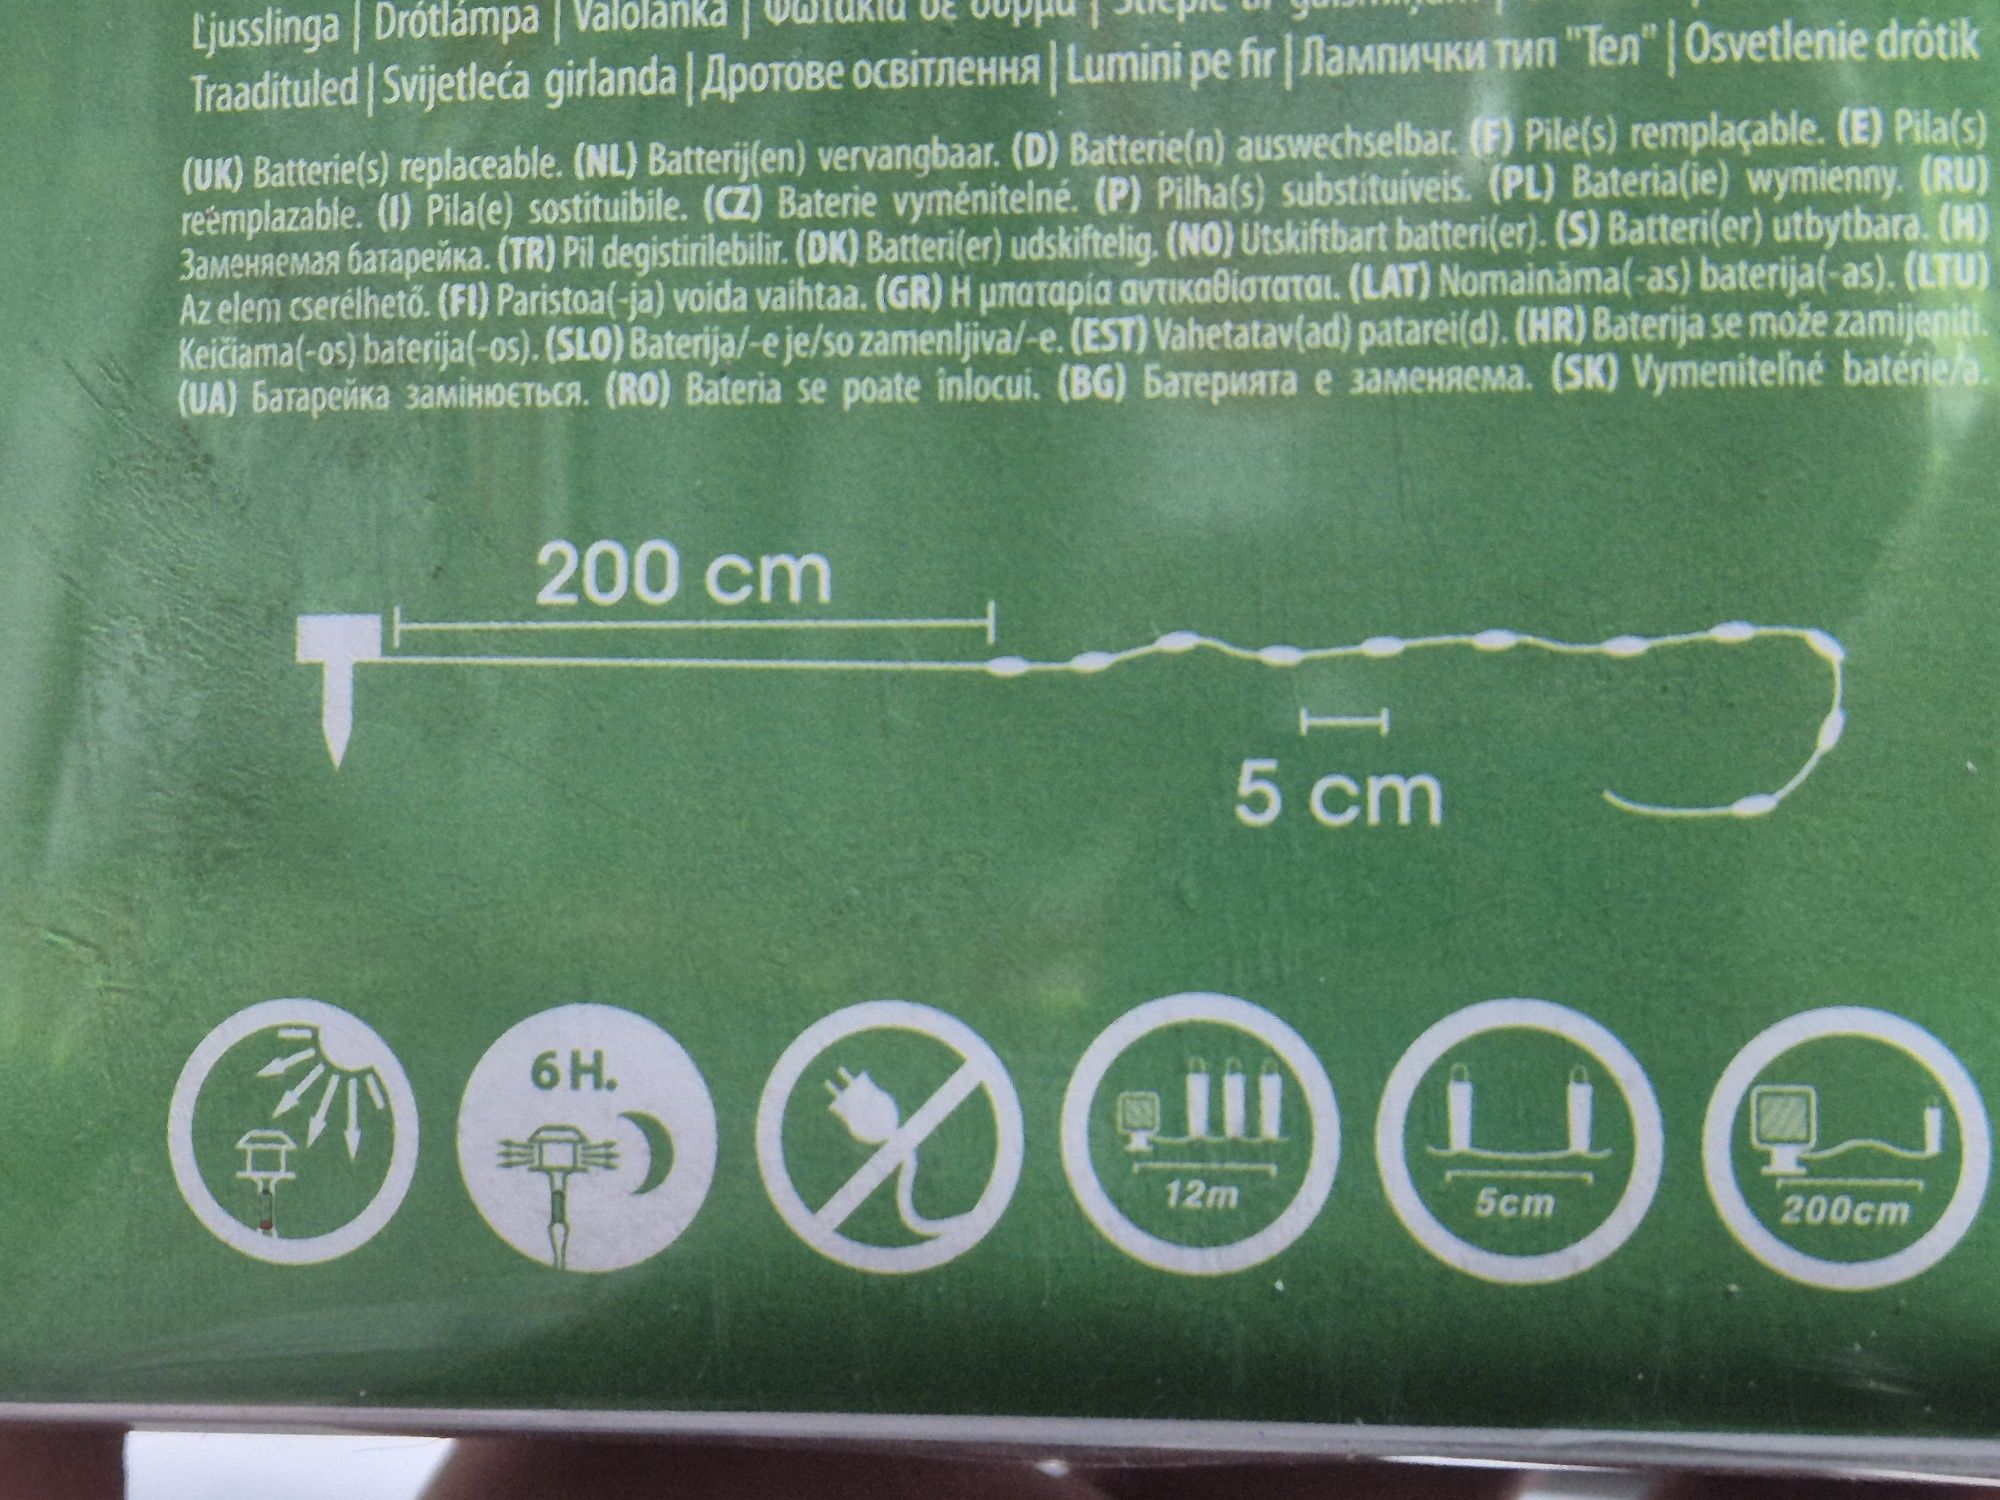 Ljusslinga | Drótlámpa | Valolanka | Φωτάκια σε σύρμα |
Traadituled | Svijetleća girlanda | Дротове освітлення | Lumini pe fir | Лампички тип "Тел" | Osvetlenie drôtik
(UK) Batterie(s) replaceable. (NL) Batterij(en) vervangbaar. (D) Batterie(n) auswechselbar. (F) Pile(s) remplaçable. (E) Pila(s)
reemplazable. (I) Pila(e) sostituibile. (CZ) Baterie vyměnitelné. (P) Pilha(s) substituíveis. (PL) Bateria(ie) wymienny. (RU)
Заменяемая батарейка. (TR) Pil degistirilebilir. (DK) Batteri(er) udskiftelig. (NO) Utskiftbart batteri(er). (S) Batteri(er) utbytbara. (H)
Az elem cserélhető. (FI) Paristoa(-ja) voida vaihtaa. (GR) Η μπαταρία αντικαθίσταται. (LAT) Nomaināma(-as) baterija(-as). (LTU)
Keičiama(-os) baterija(-os). (SLO) Baterija/-e je/so zamenljiva/-e. (EST) Vahetatav(ad) patarei(d). (HR) Baterija se može zamijeniti.
(UA) Батарейка замінюється. (RO) Bateria se poate înlocui. (BG) Батерията е заменяема. (SK) Vymeniteľné batérie/a.
200 cm
5 cm
6 H.
12m
5cm
200cm